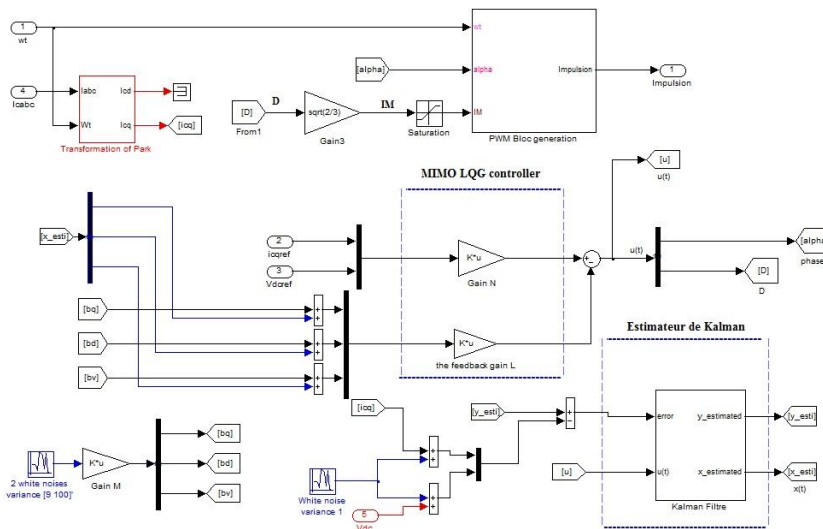 1
wt
4
Icabc
Iabc
Wt
Icd
Icq
Transformation of Park
[icq]
[alpha]
[D]
From1
D
sqrt(2/3)
Gain3
IM
Saturation
wt
alpha
IM
Impulsion
PWM Bloc generation
1
Impulsion
MIMO LQG controller
[u]
u(t)
[x_esti]
2
icqref
3
Vdcref
K*u
Gain N
u(t)
[alpha]
phase
[D]
D
[bq]
[bd]
[bv]
K*u
the feedback gain L
Estimateur de Kalman
2 white noises
variance [9 100]'
K*u
Gain M
[bq]
[bd]
[bv]
[icq]
White noise
variance 1
5
Vdc
[y_esti]
[u]
error
u(t)
y_estimated
x_estimated
Kalman Filtre
[y_esti]
[x_esti]
x(t)